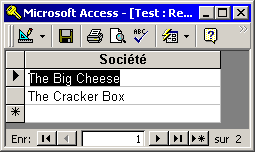 Microsoft Access - [Test : Re...
Société
The Big Cheese
The Cracker Box
Enr: 1 sur 2